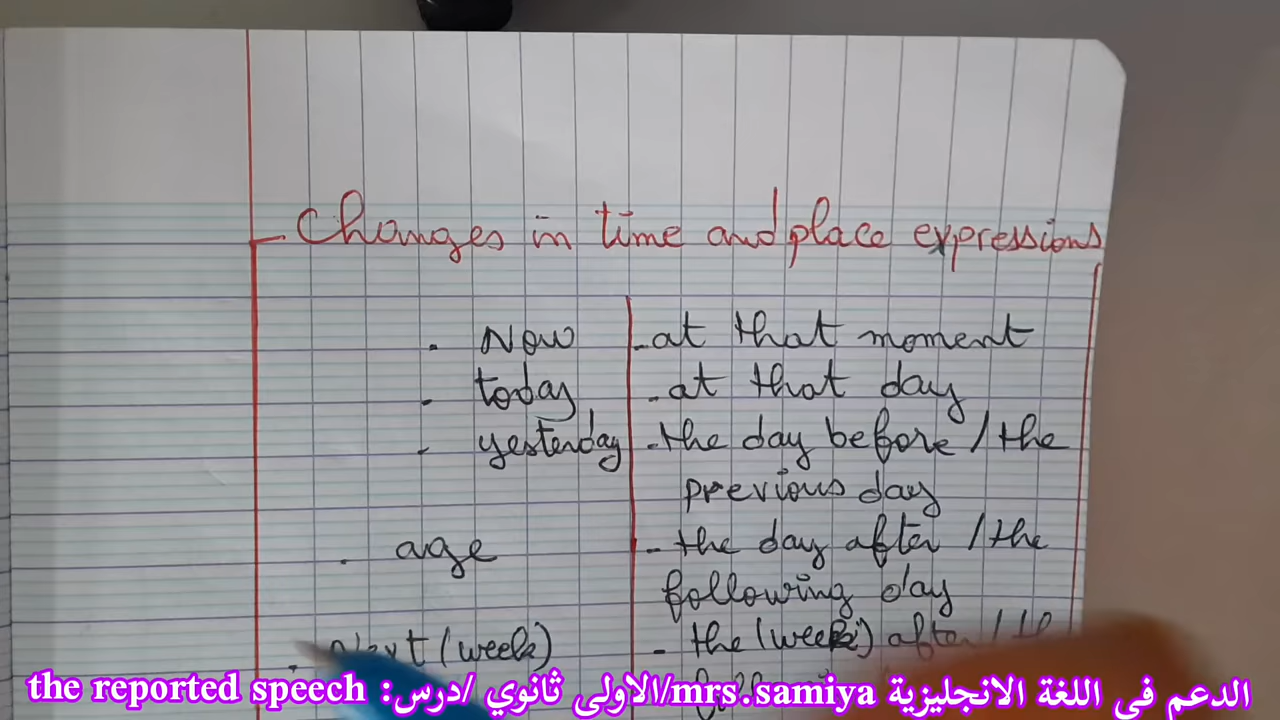 - Changes in time and place expressions
. Now - at that moment
. today - at that day
. yesterday - the day before / the
previous day
. age - the day after / the
following day
. Next (week) - the (week) after /
الدعم في اللغة الانجليزية mrs.samiya/الاولى ثانوي /درس: the reported speech